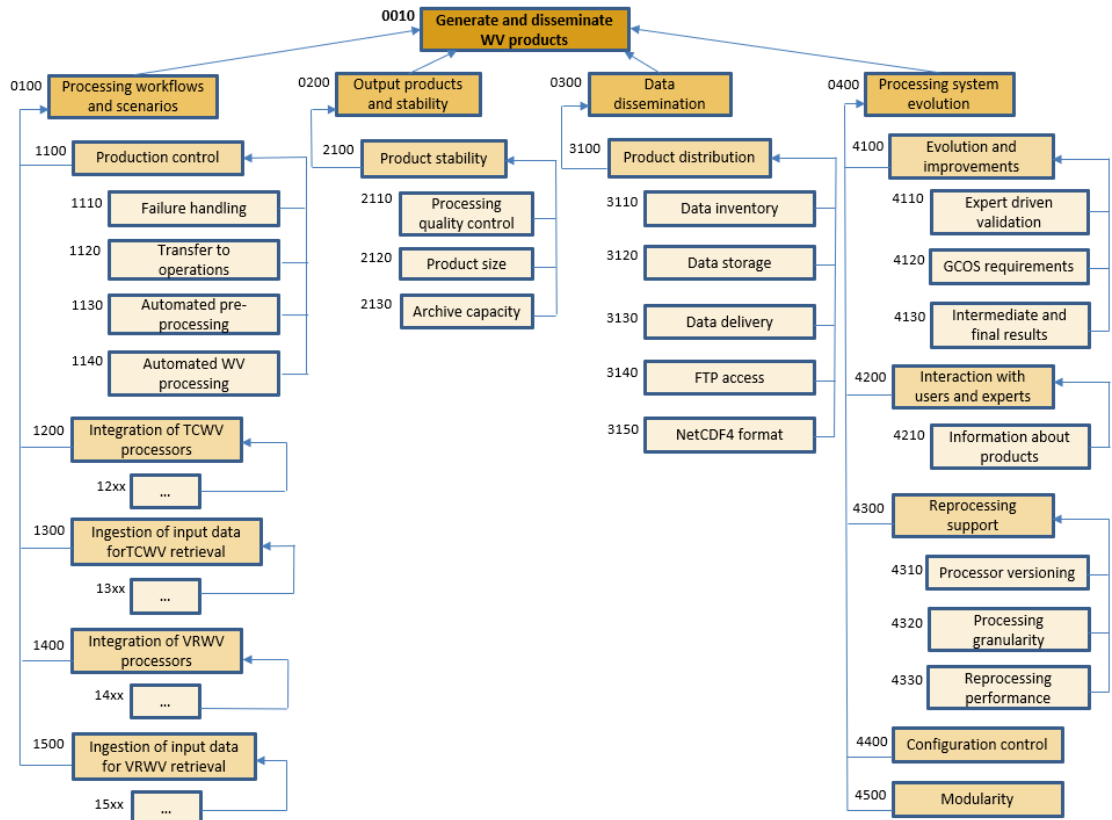 0010
Generate and disseminate
WV products
0100
Processing workflows
and scenarios
0200
Output products
and stability
0300
Data
dissemination
0400
Processing system
evolution
1100
Production control
1110
Failure handling
1120
Transfer to
operations
1130
Automated pre-
processing
1140
Automated WV
processing
1200
Integration of TCWV
processors
12xx
...
1300
Ingestion of input data
forTCWV retrieval
13xx
...
1400
Integration of VRWV
processors
14xx
...
1500
Ingestion of input data
for VRWV retrieval
15xx
...
2100
Product stability
2110
Processing
quality control
2120
Product size
2130
Archive capacity
3100
Product distribution
3110
Data inventory
3120
Data storage
3130
Data delivery
3140
FTP access
3150
NetCDF4 format
4100
Evolution and
improvements
4110
Expert driven
validation
4120
GCOS requirements
4130
Intermediate and
final results
4200
Interaction with
users and experts
4210
Information about
products
4300
Reprocessing
support
4310
Processor versioning
4320
Processing
granularity
4330
Reprocessing
performance
4400
Configuration control
4500
Modularity